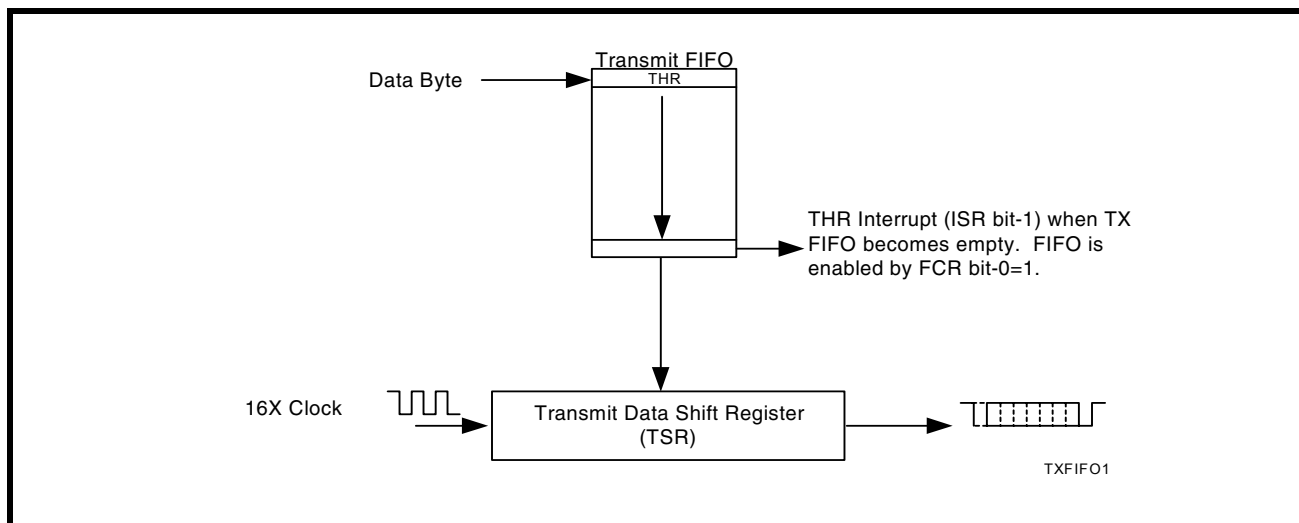 Transmit FIFO
THR
Data Byte
THR Interrupt (ISR bit-1) when TX
FIFO becomes empty.  FIFO is
enabled by FCR bit-0=1.
16X Clock
Transmit Data Shift Register
(TSR)
TXFIFO1